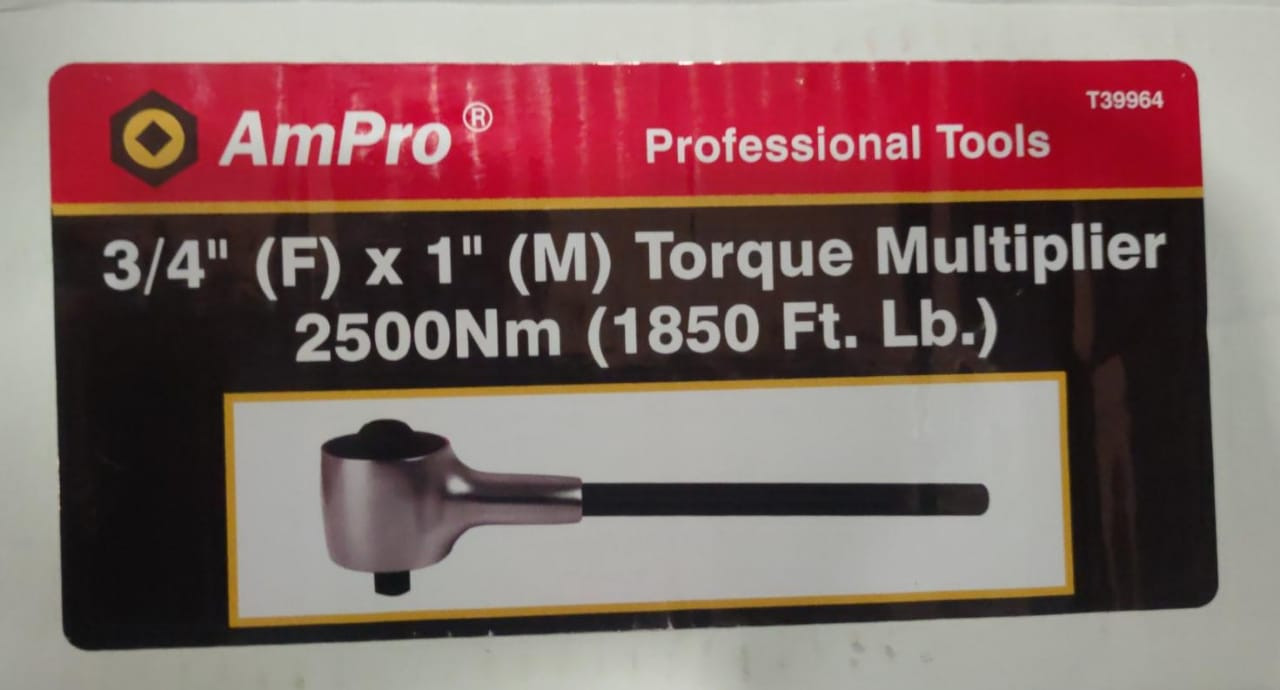 AmPro®
Professional Tools
T39964
3/4" (F) x 1" (M) Torque Multiplier
2500Nm (1850 Ft. Lb.)